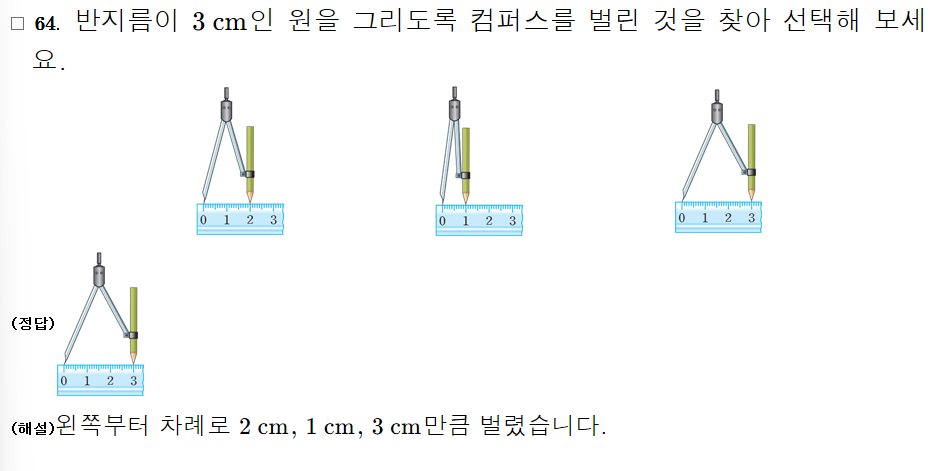 □ 64. 반지름이 3 cm인 원을 그리도록 컴퍼스를 벌린 것을 찾아 선택해 보세
요.
0 1 2 3
0 1 2 3
0 1 2 3
(정답)
0 1 2 3
(해설)왼쪽부터 차례로 2 cm, 1 cm, 3 cm만큼 벌렸습니다.